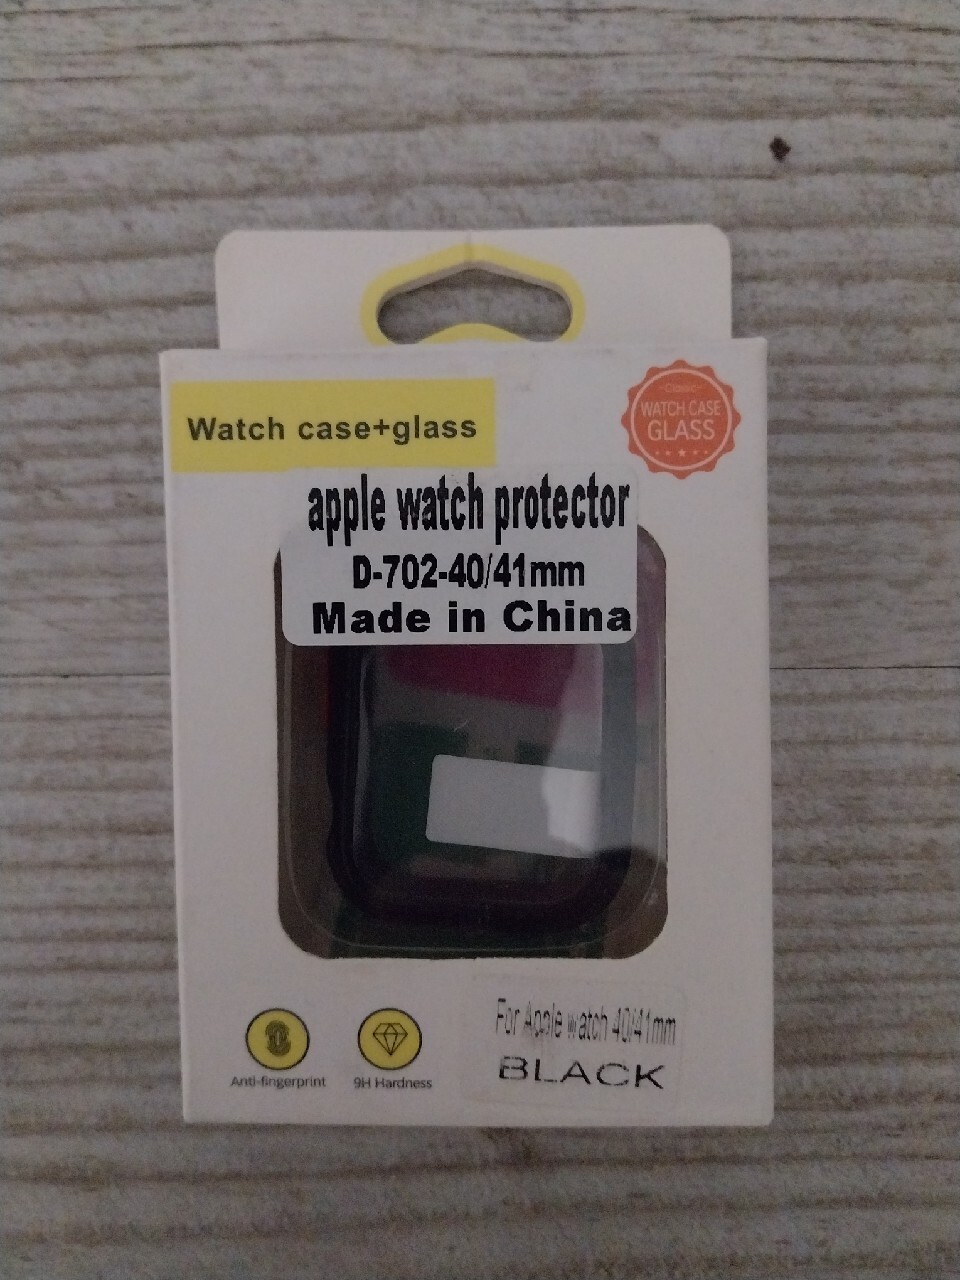 Watch case+glass
Classic
WATCH CASE
GLASS
apple watch protector
D-702-40/41mm
Made in China
For Apple watch 40/41mm
BLACK
Anti-fingerprint
9H Hardness